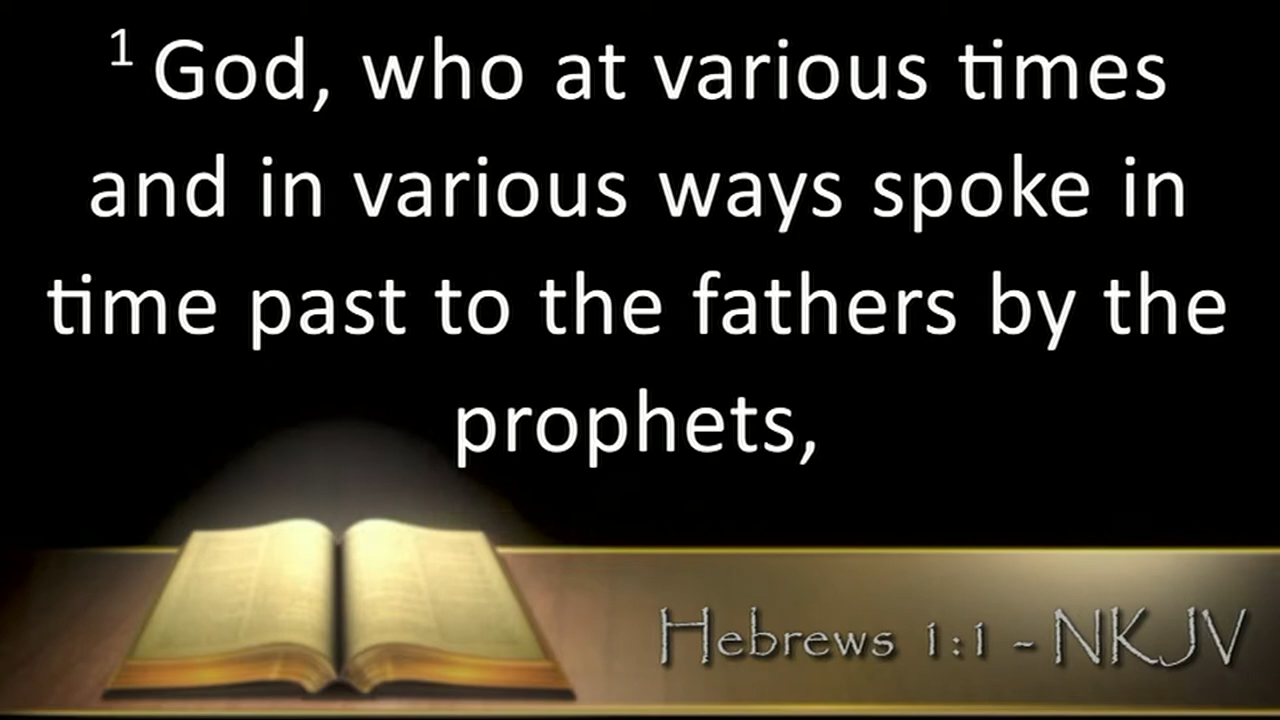 1 God, who at various times
and in various ways spoke in
time past to the fathers by the
prophets,
Hebrews 1:1 - NKJV